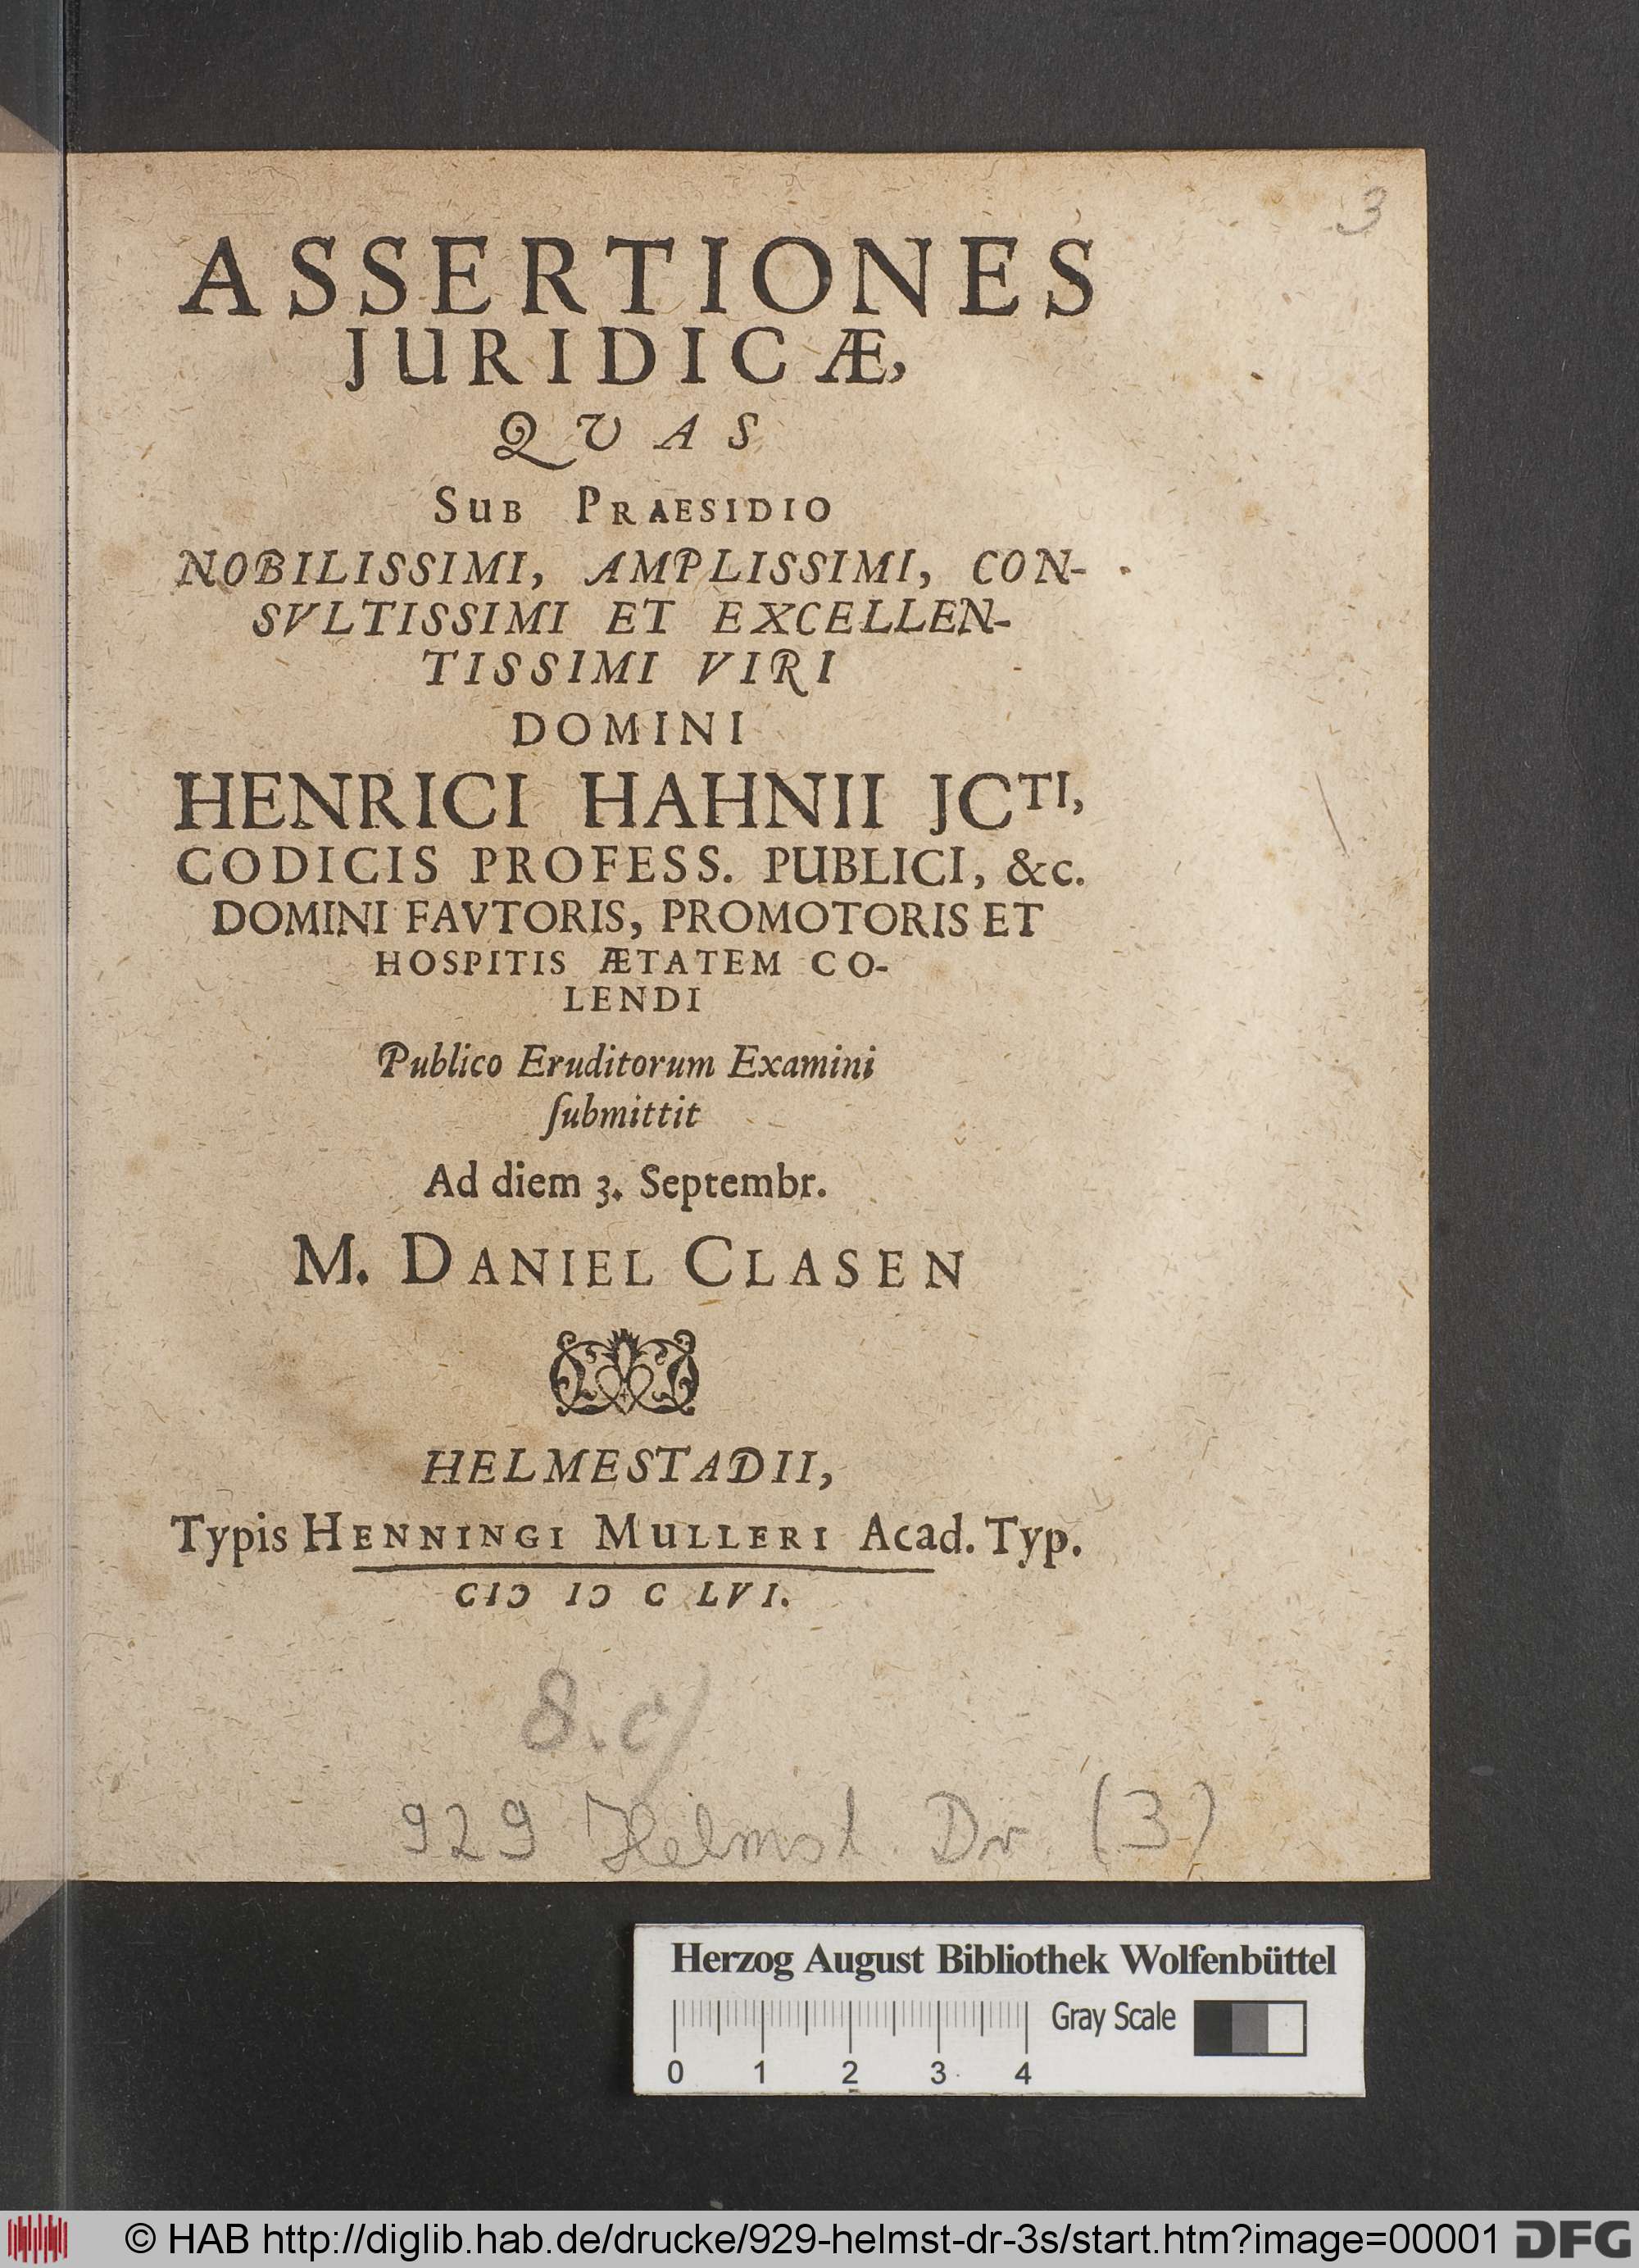 3
ASSERTIONES
JURIDICÆ,
QVAS
SUB PRAESIDIO
NOBILISSIMI, AMPLISSIMI, CON-
SVLTISSIMI ET EXCELLEN-
TISSIMI VIRI
DOMINI
HENRICI HAHNII JCTI,
CODICIS PROFESS. PUBLICI, &c.
DOMINI FAVTORIS, PROMOTORIS ET
HOSPITIS ÆTATEM CO-
LENDI
Publico Eruditorum Examini
ſubmittit
Ad diem 3. Septembr.
M. DANIEL CLASEN
HELMESTADII,
Typis HENNINGI MULLERI Acad. Typ.
CIↃ IↃ C LVI.
8.c)
929 Helmst Dr (3)
Herzog August Bibliothek Wolfenbüttel
Gray Scale
0 1 2 3 4
© HAB http://diglib.hab.de/drucke/929-helmst-dr-3s/start.htm?image=00001 DFG